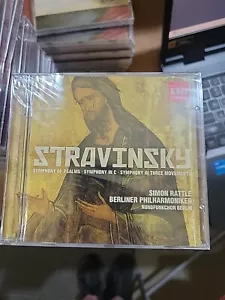 STRAVINSKY
SYMPHONY OF PSALMS · SYMPHONY IN C · SYMPHONY IN THREE MOVEMENTS
SIMON RATTLE
BERLINER PHILHARMONIKER
RUNDFUNKCHOR BERLIN